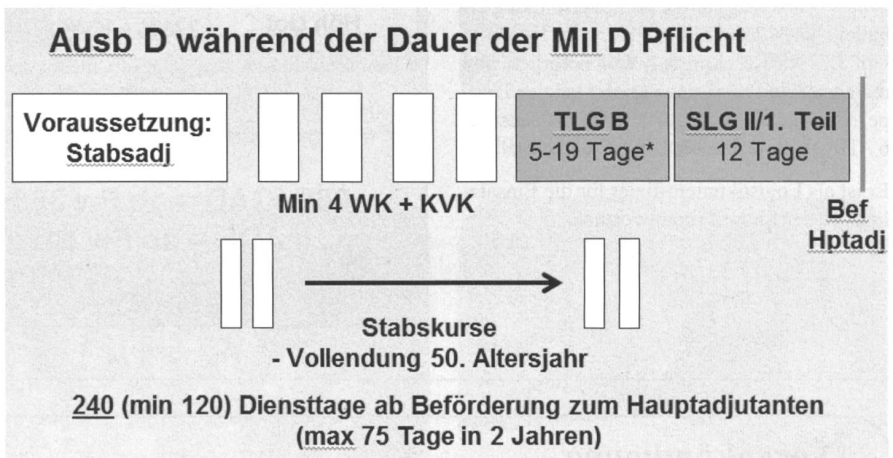 Ausb D während der Dauer der Mil D Pflicht
Voraussetzung:
Stabsadj
TLG B
5-19 Tage*
SLG II/1. Teil
12 Tage
Min 4 WK + KVK
Bef
Hptadj
Stabskurse
- Vollendung 50. Altersjahr
240 (min 120) Diensttage ab Beförderung zum Hauptadjutanten
(max 75 Tage in 2 Jahren)